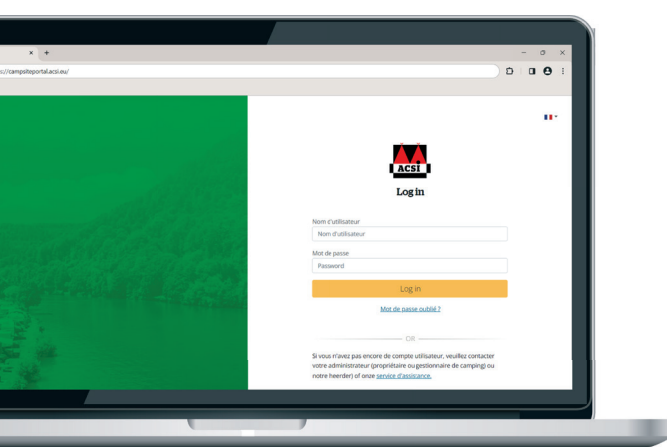 s://campsiteportal.acsi.eu/
ACSI
Log in
Nom d'utilisateur
Nom d'utilisateur
Mot de passe
Password
Log in
Mot de passe oublié ?
OR
Si vous n'avez pas encore de compte utilisateur, veuillez contacter
votre administrateur (propriétaire ou gestionnaire de camping) ou
notre heerder) of onze service d'assistance.